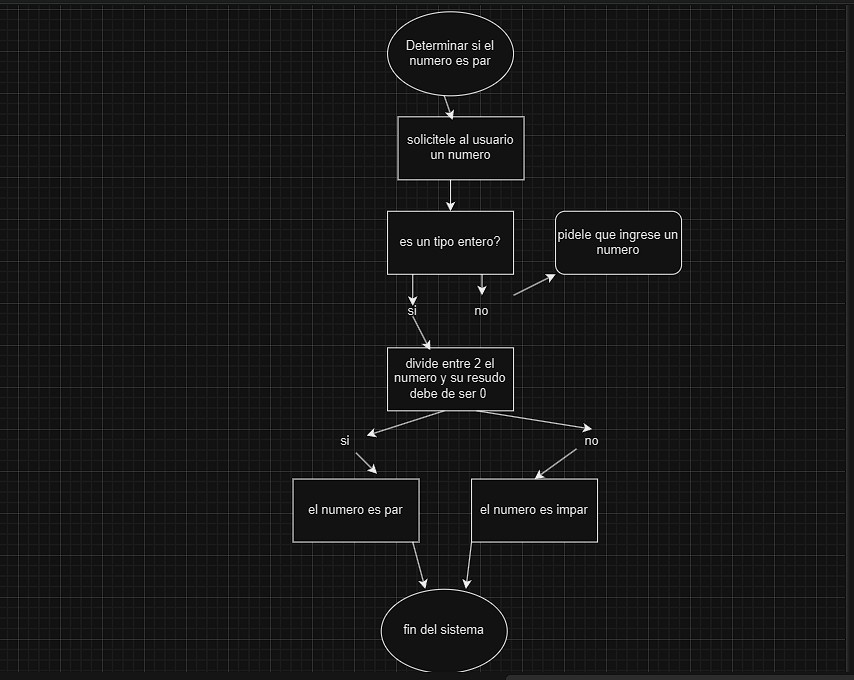 Determinar si el
numero es par
solicitele al usuario
un numero
es un tipo entero?
pidele que ingrese un
numero
si
no
divide entre 2 el
numero y su resudo
debe de ser 0
si
no
el numero es par
el numero es impar
fin del sistema